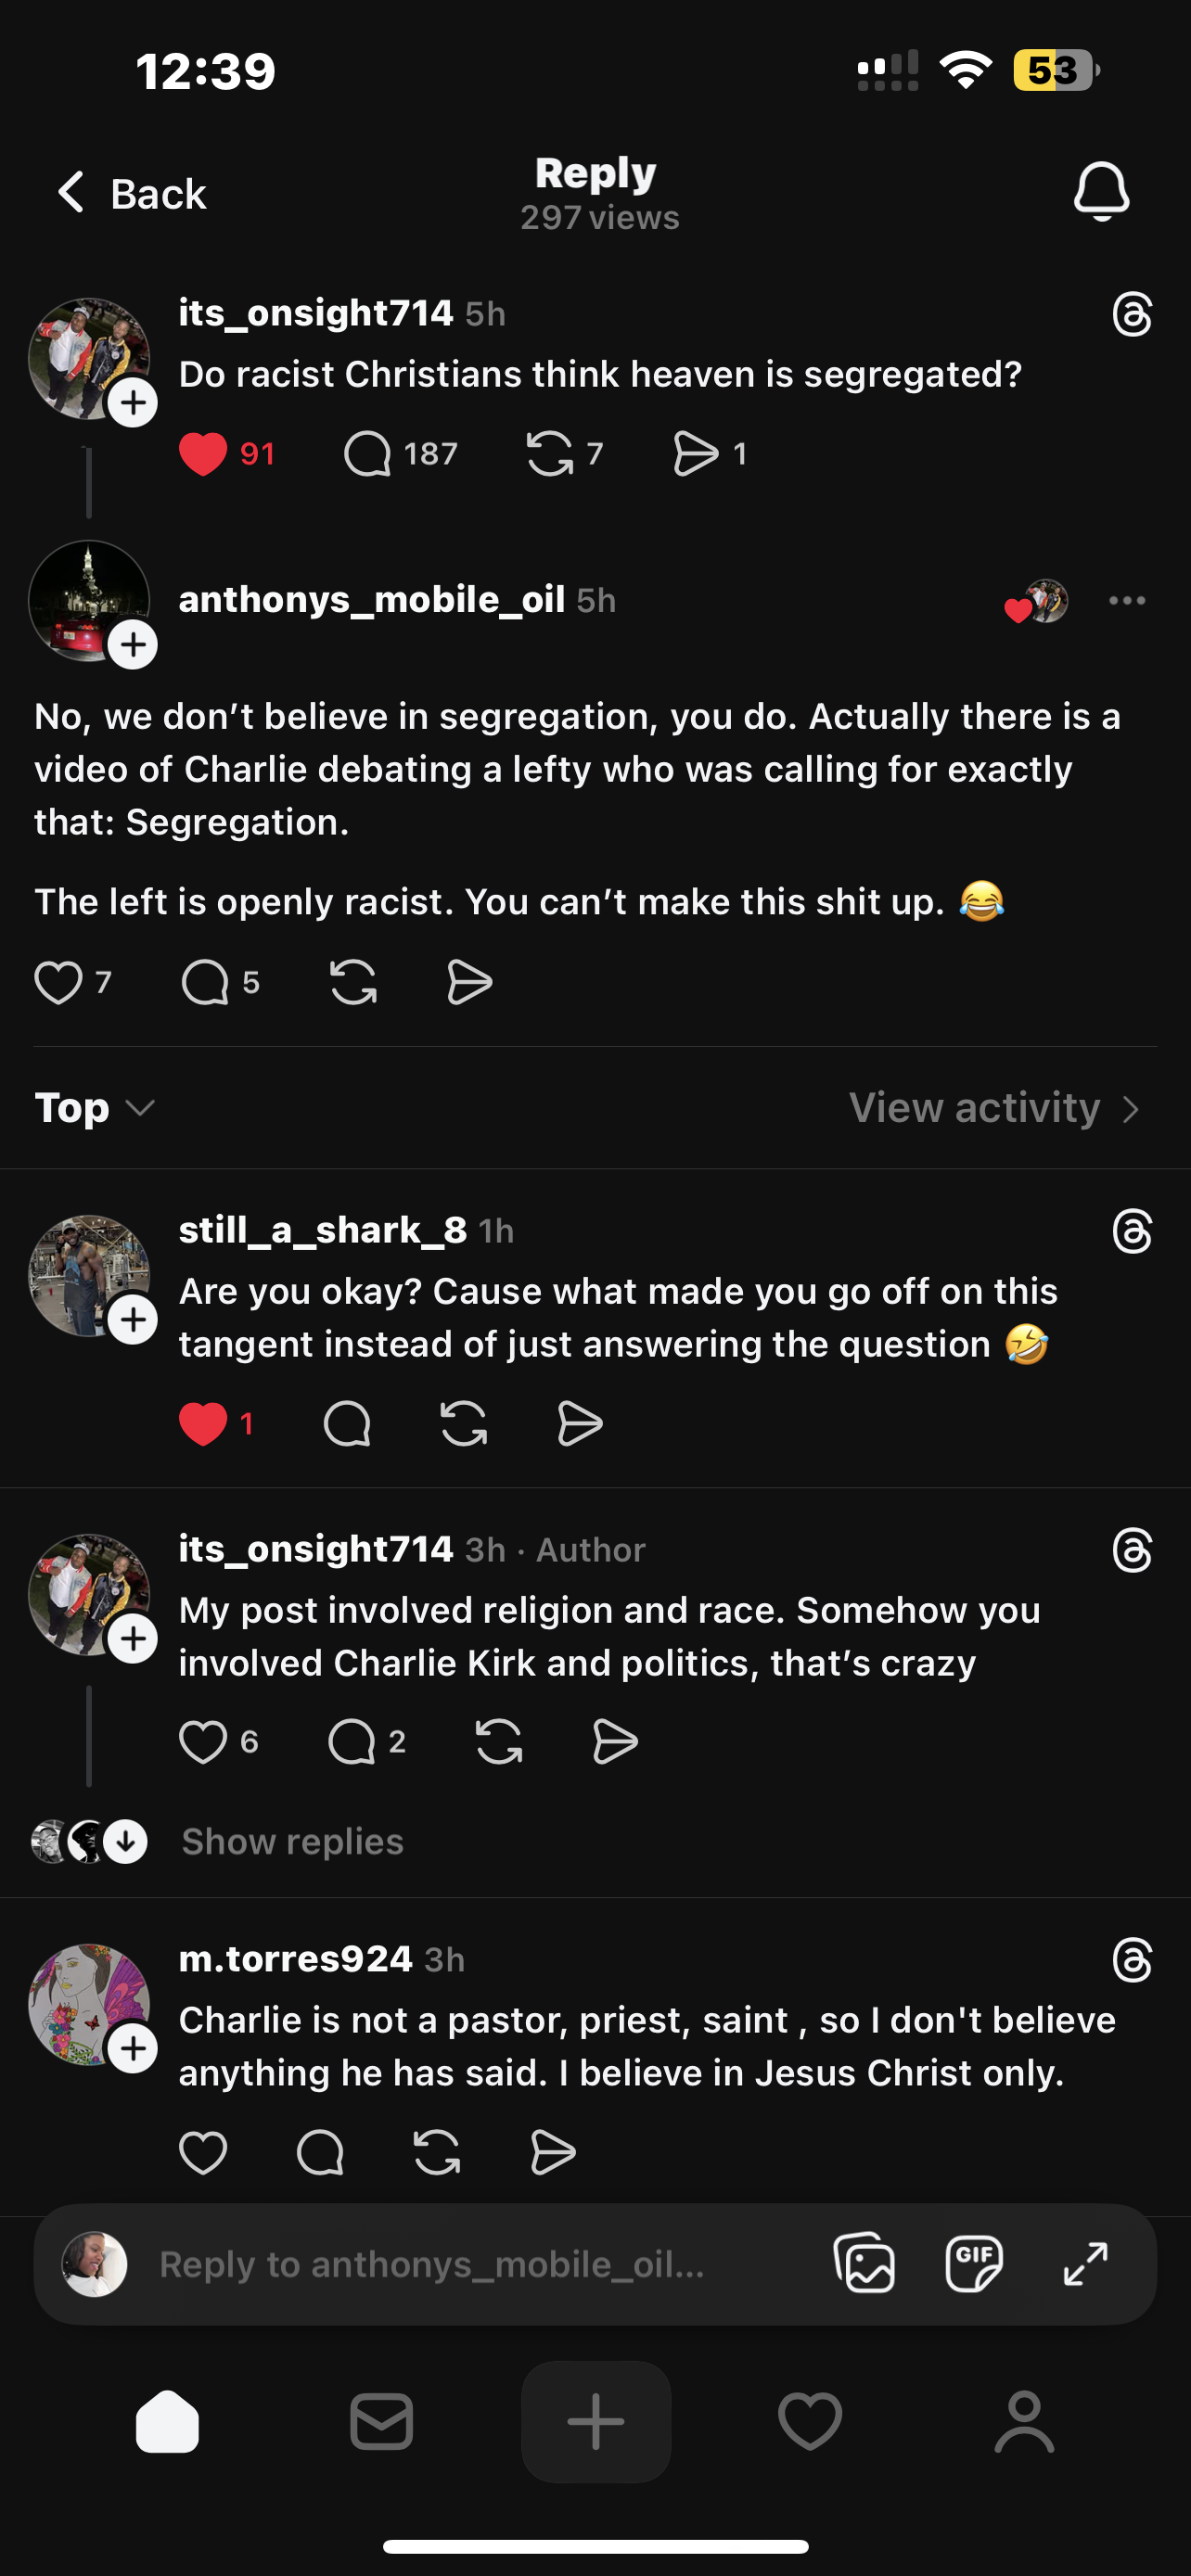 12:39
53
Back
Reply
297 views
its_onsight714 5h
Do racist Christians think heaven is segregated?
91 187 7 1
anthonys_mobile_oil 5h
No, we don’t believe in segregation, you do. Actually there is a
video of Charlie debating a lefty who was calling for exactly
that: Segregation.
The left is openly racist. You can’t make this shit up. 😂
7 5
Top
View activity
still_a_shark_8 1h
Are you okay? Cause what made you go off on this
tangent instead of just answering the question 🤣
1
its_onsight714 3h · Author
My post involved religion and race. Somehow you
involved Charlie Kirk and politics, that’s crazy
6 2
Show replies
m.torres924 3h
Charlie is not a pastor, priest, saint , so I don't believe
anything he has said. I believe in Jesus Christ only.
Reply to anthonys_mobile_oil...
GIF